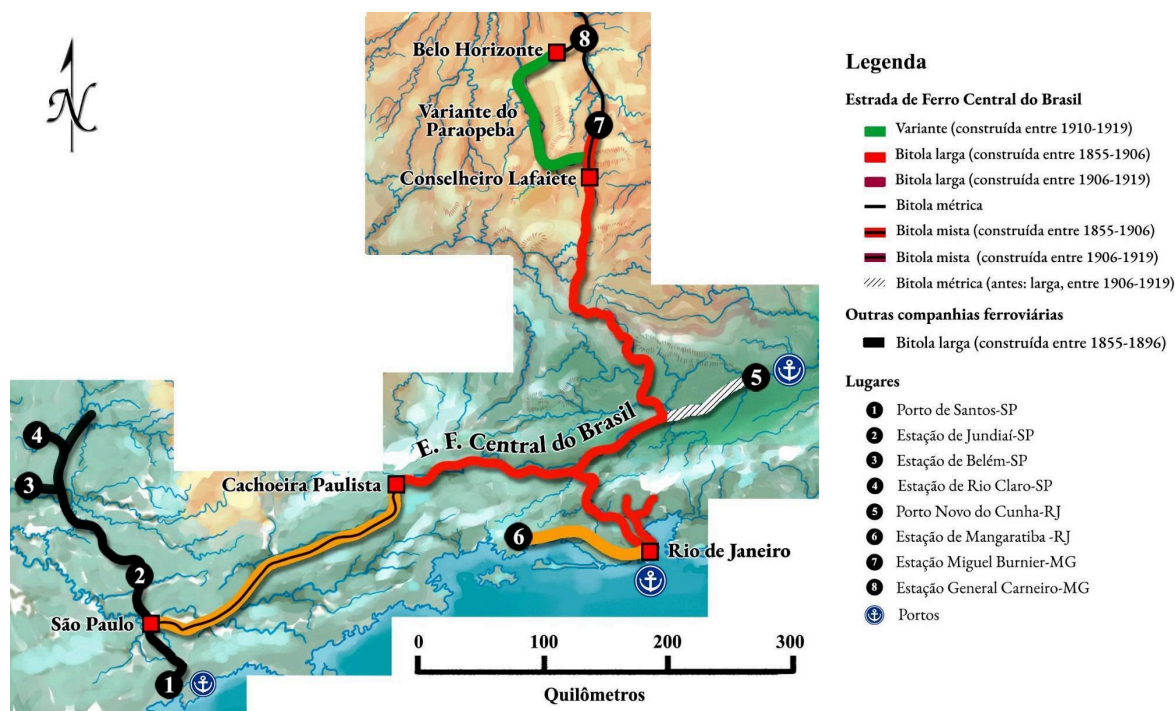 N
Belo Horizonte
8
Variante do
Paraopeba
7
Conselheiro Lafaiete
5
E. F. Central do Brasil
4
3
Cachoeira Paulista
6
Rio de Janeiro
2
São Paulo
1
0 100 200 300
Quilômetros
Legenda
Estrada de Ferro Central do Brasil
Variante (construída entre 1910-1919)
Bitola larga (construída entre 1855-1906)
Bitola larga (construída entre 1906-1919)
Bitola métrica
Bitola mista (construída entre 1855-1906)
Bitola mista (construída entre 1906-1919)
Bitola métrica (antes: larga, entre 1906-1919)
Outras companhias ferroviárias
Bitola larga (construída entre 1855-1896)
Lugares
1 Porto de Santos-SP
2 Estação de Jundiaí-SP
3 Estação de Belém-SP
4 Estação de Rio Claro-SP
5 Porto Novo do Cunha-RJ
6 Estação de Mangaratiba -RJ
7 Estação Miguel Burnier-MG
8 Estação General Carneiro-MG
Portos